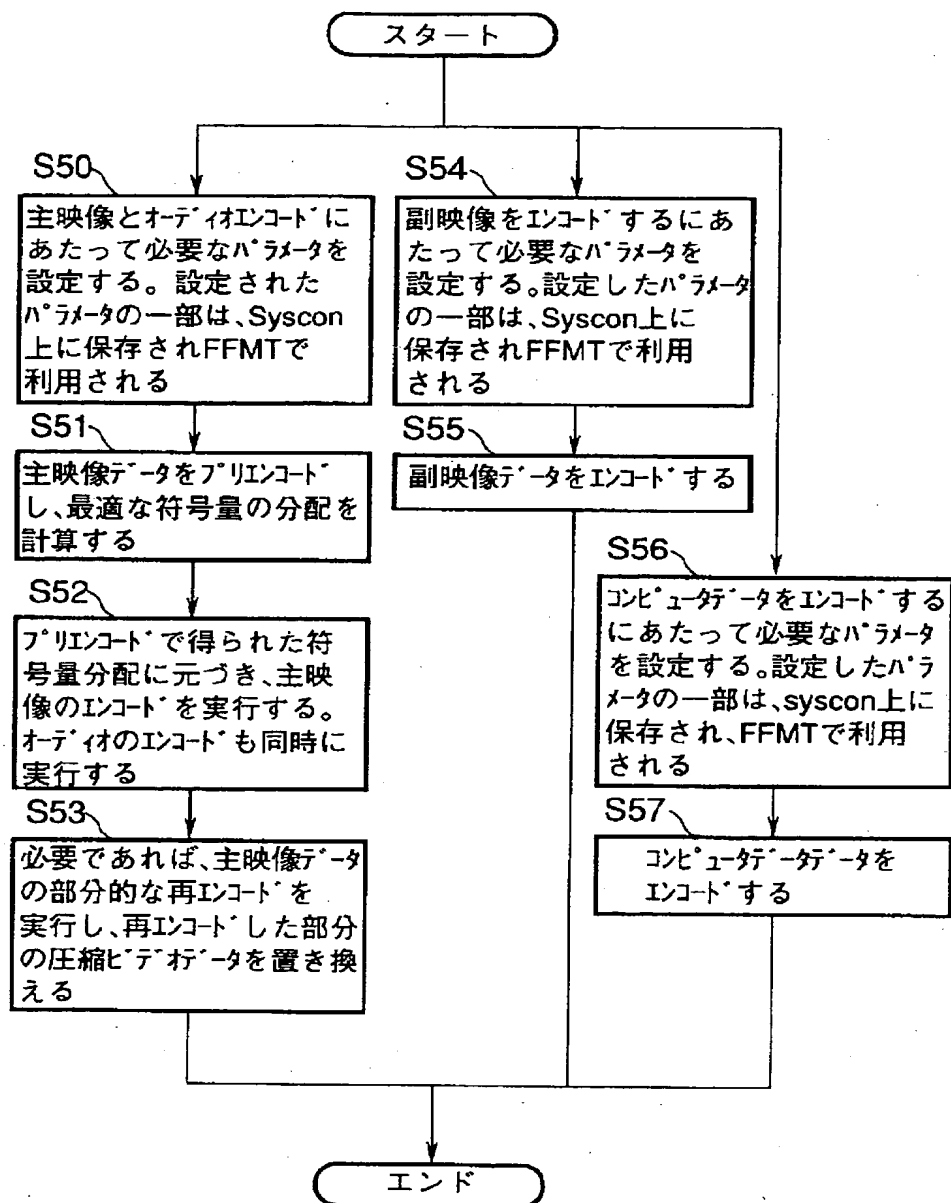 スタート
S50
主映像とオーディオエンコードに
あたって必要なパラメータを
設定する。設定された
パラメータの一部は、Syscon
上に保存されFFMTで
利用される
S51
主映像データをプリエンコード
し、最適な符号量の分配を
計算する
S52
プリエンコードで得られた符
号量分配に元づき、主映
像のエンコードを実行する。
オーディオのエンコードも同時に
実行する
S53
必要であれば、主映像データ
の部分的な再エンコードを
実行し、再エンコードした部分
の圧縮ビデオデータを置き換
える
S54
副映像をエンコードするにあ
たって必要なパラメータを
設定する。設定したパラメータ
の一部は、Syscon上に
保存されFFMTで利用
される
S55
副映像データをエンコードする
S56
コンピュータデータをエンコードする
にあたって必要なパラメータ
を設定する。設定したパラ
メータの一部は、syscon上に
保存され、FFMTで利用
される
S57
コンピュータデータデータを
エンコードする
エンド